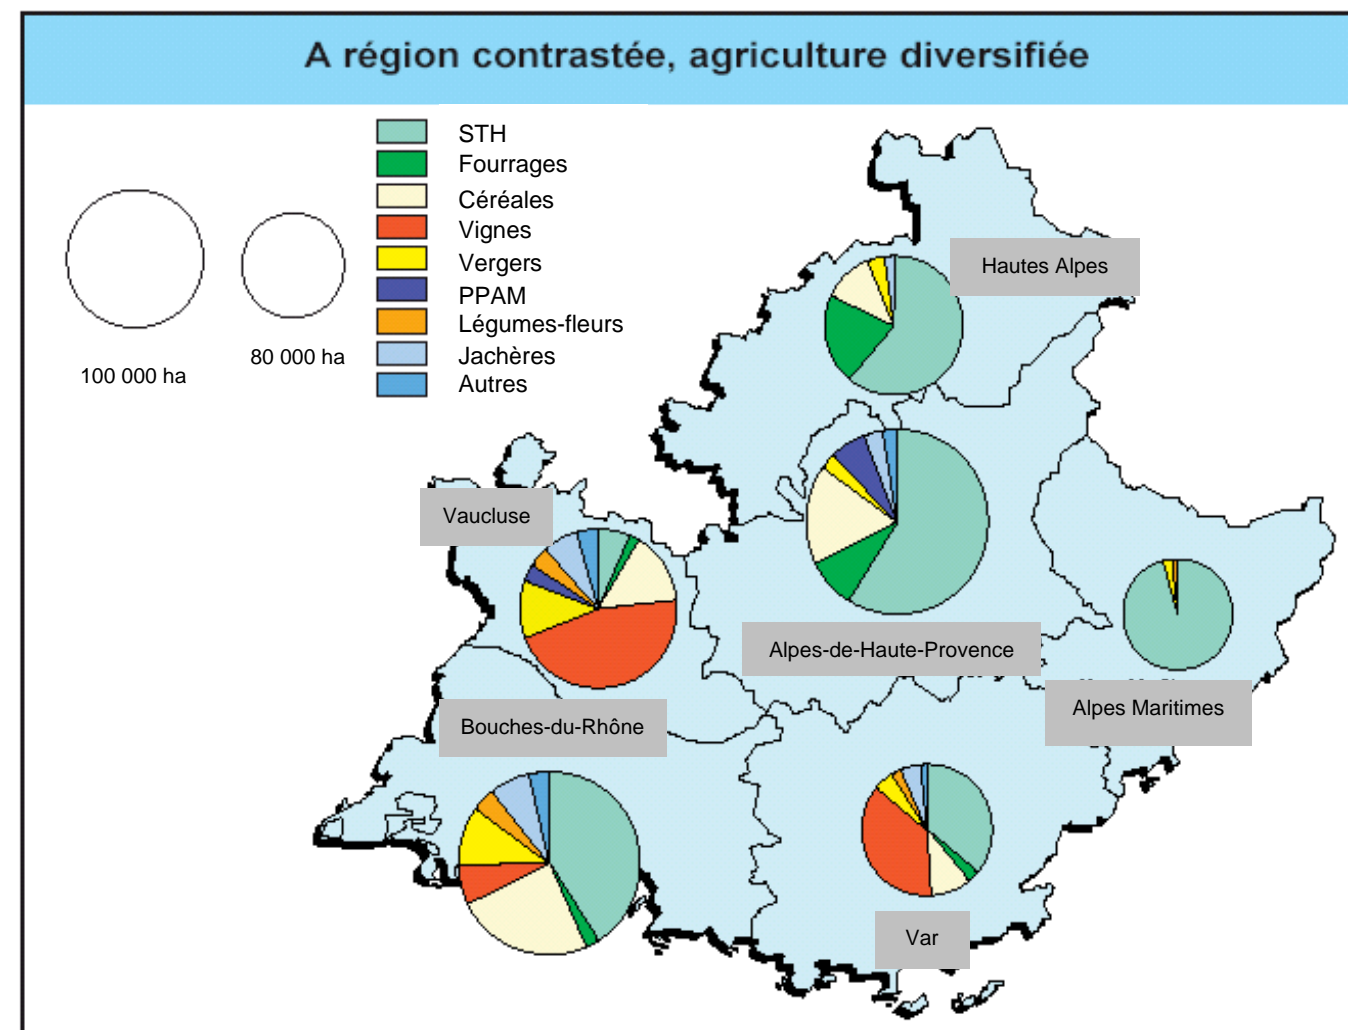 A région contrastée, agriculture diversifiée
STH
Fourrages
Céréales
Vignes
Vergers
PPAM
Légumes-fleurs
Jachères
Autres
100 000 ha
80 000 ha
Hautes Alpes
Vaucluse
Alpes-de-Haute-Provence
Alpes Maritimes
Bouches-du-Rhône
Var